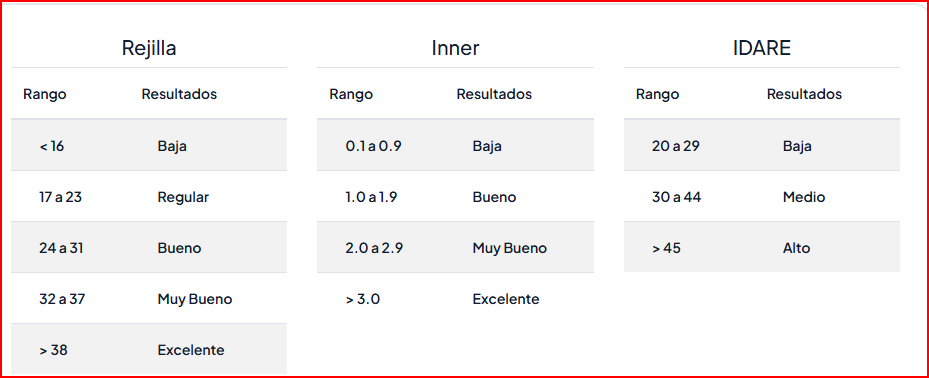 Rejilla Inner IDARE
Rango Resultados Rango Resultados Rango Resultados
< 16 Baja 0.1 a 0.9 Baja 20 a 29 Baja
17 a 23 Regular 1.0 a 1.9 Bueno 30 a 44 Medio
24 a 31 Bueno 2.0 a 2.9 Muy Bueno > 45 Alto
32 a 37 Muy Bueno > 3.0 Excelente
> 38 Excelente